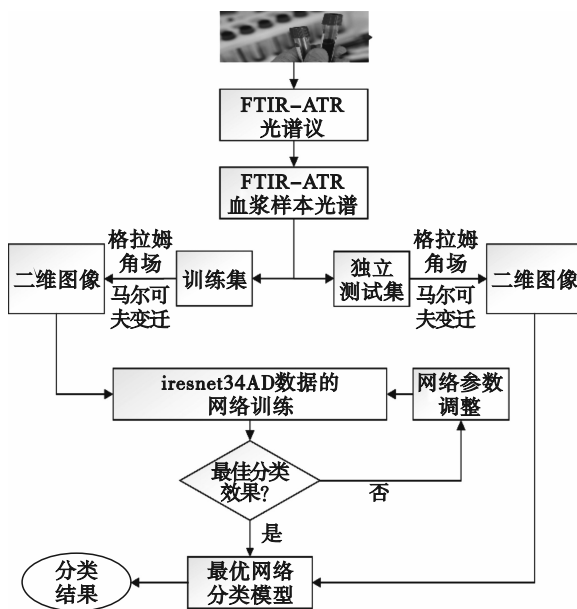 FTIR-ATR
光谱议
FTIR-ATR
血浆样本光谱
二维图像
格拉姆
角场
马尔可
夫变迁
训练集
独立
测试集
格拉姆
角场
马尔可
夫变迁
二维图像
iresnet34AD数据的
网络训练
网络参数
调整
最佳分类
效果?
否
是
分类
结果
最优网络
分类模型